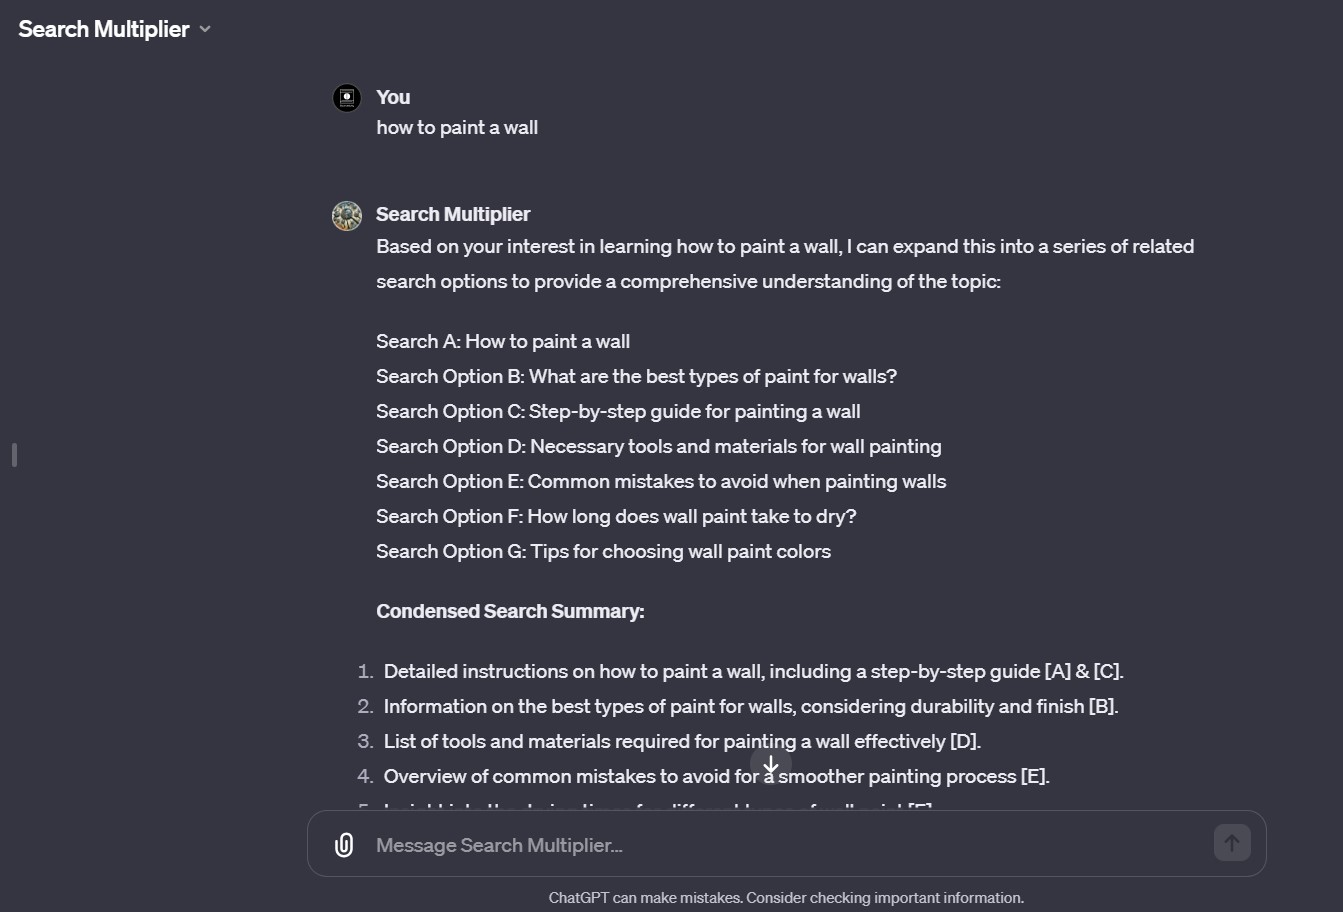 Search Multiplier
You
how to paint a wall
Search Multiplier
Based on your interest in learning how to paint a wall, I can expand this into a series of related
search options to provide a comprehensive understanding of the topic:
Search A: How to paint a wall
Search Option B: What are the best types of paint for walls?
Search Option C: Step-by-step guide for painting a wall
Search Option D: Necessary tools and materials for wall painting
Search Option E: Common mistakes to avoid when painting walls
Search Option F: How long does wall paint take to dry?
Search Option G: Tips for choosing wall paint colors
Condensed Search Summary:
1. Detailed instructions on how to paint a wall, including a step-by-step guide [A] & [C].
2. Information on the best types of paint for walls, considering durability and finish [B].
3. List of tools and materials required for painting a wall effectively [D].
4. Overview of common mistakes to avoid for a smoother painting process [E].
Message Search Multiplier...
ChatGPT can make mistakes. Consider checking important information.